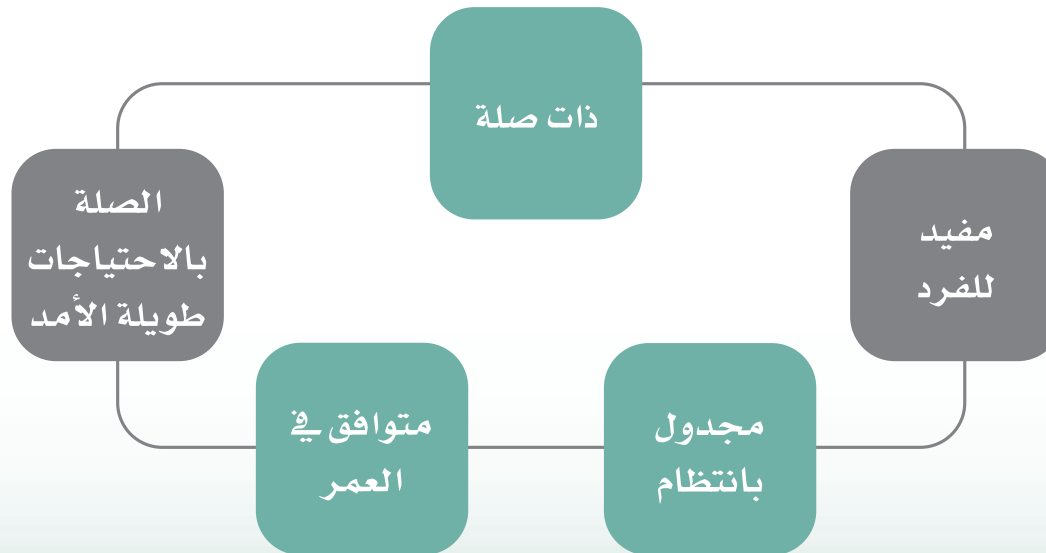 ذات صلة
مفيد
للفرد
مجدول
بانتظام
متوافق في
العمر
الصلة
بالاحتياجات
طويلة الأمد